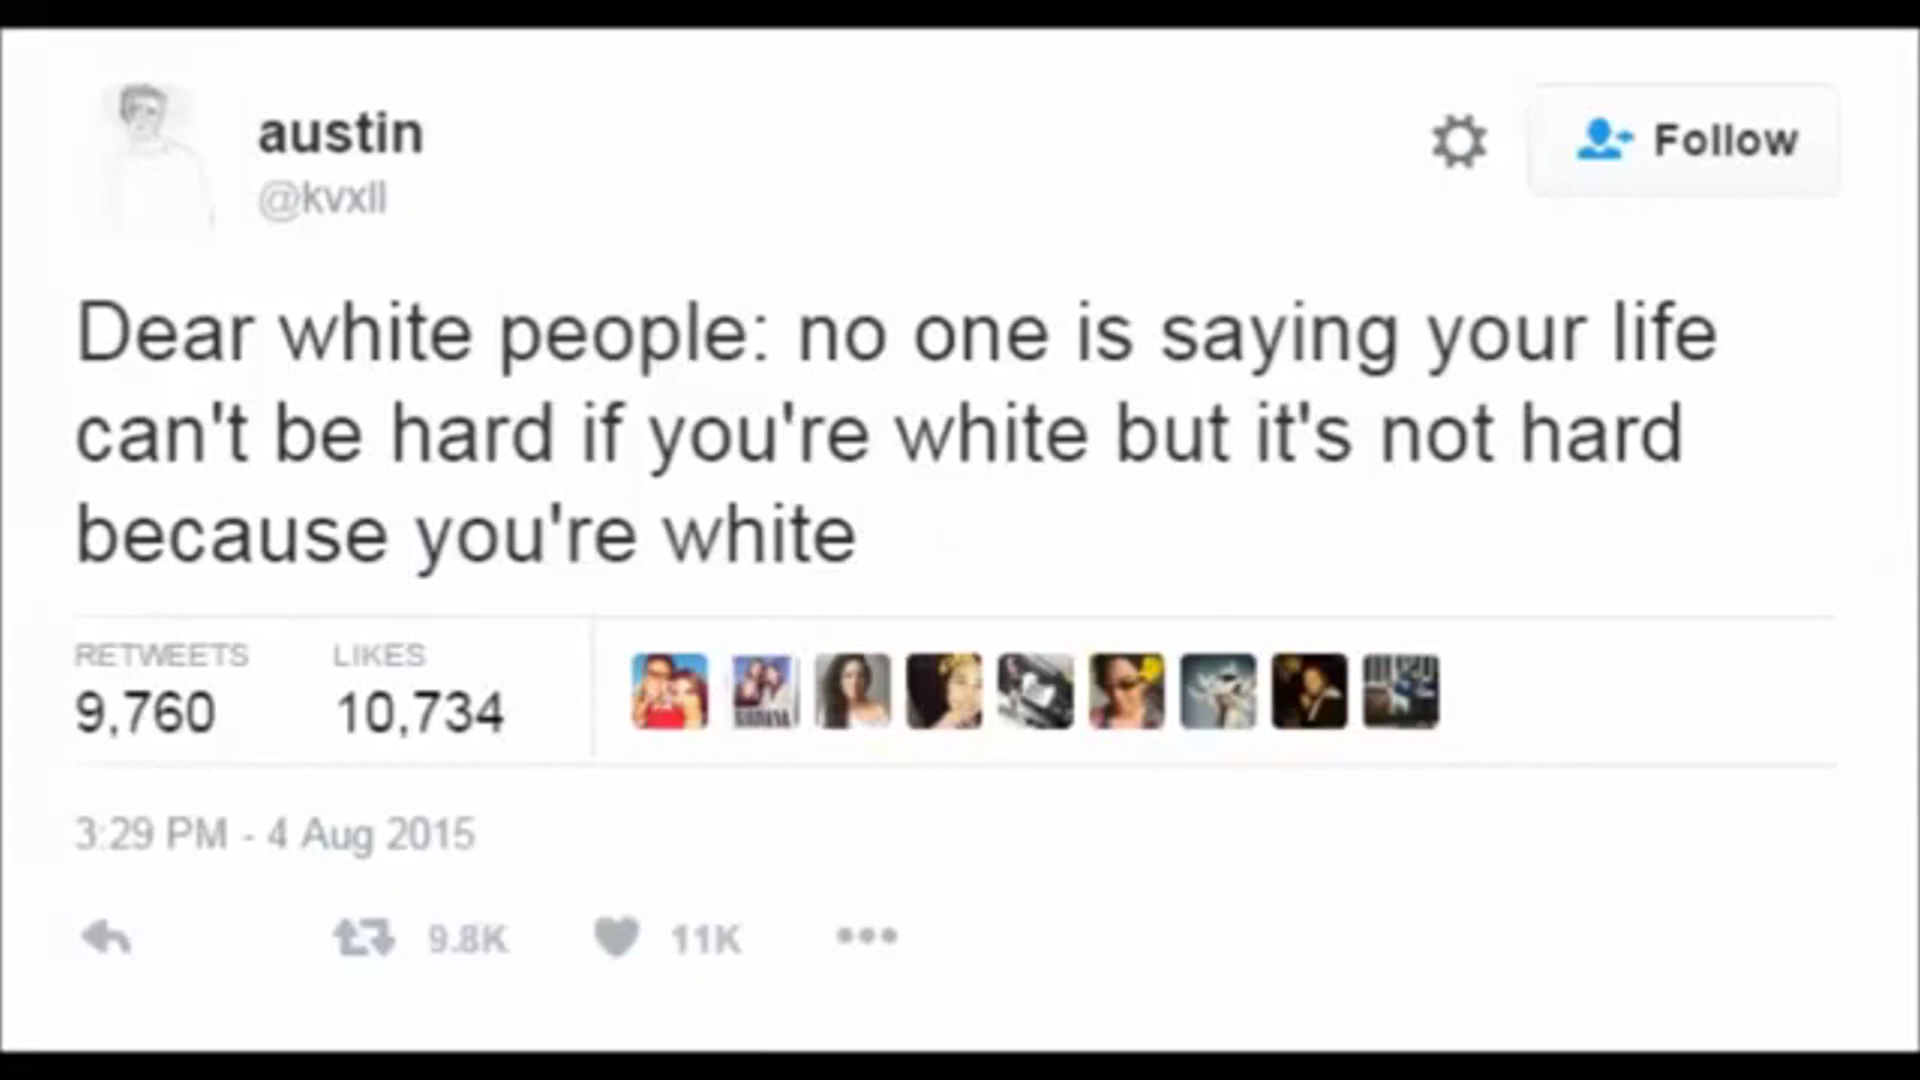 austin
@kvxll
Follow
Dear white people: no one is saying your life
can't be hard if you're white but it's not hard
because you're white
RETWEETS LIKES
9,760 10,734
3:29 PM - 4 Aug 2015
9.8K 11K